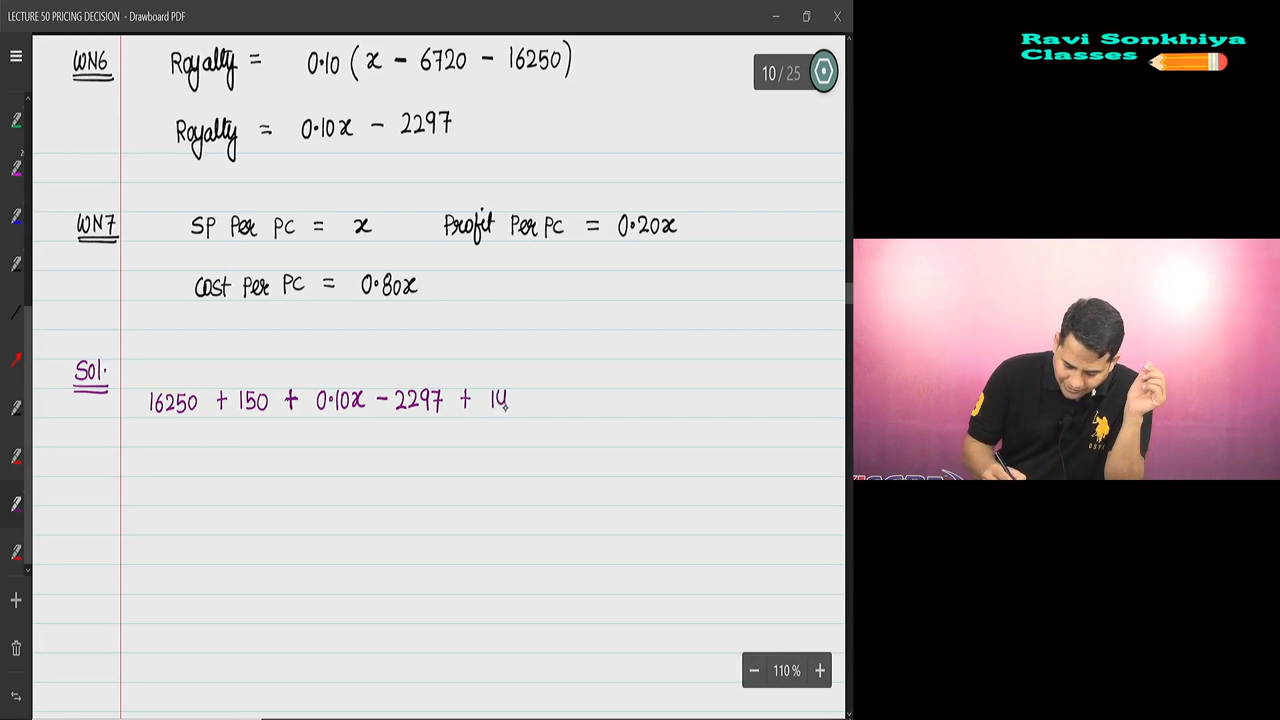 LECTURE 50 PRICING DECISION - Drawboard PDF
Ravi Sonkhiya
Classes
10 / 25
WN6 Royalty = 0.10 ( x - 6720 - 16250 )
Royalty = 0.10x - 2297
WN7 SP Per PC = x Profit Per PC = 0.20x
Cost Per PC = 0.80x
Sol.
16250 + 150 + 0.10x - 2297 + 14
110 %